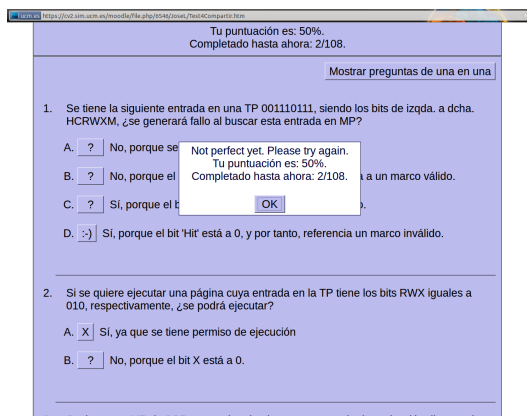 ucm.es https://cv2.sim.ucm.es/moodle/file.php/6546/JoseL/Test4Compartir.htm
Tu puntuación es: 50%.
Completado hasta ahora: 2/108.
Mostrar preguntas de una en una
1. Se tiene la siguiente entrada en una TP 001110111, siendo los bits de izqda. a dcha.
HCRWXM, ¿se generará fallo al buscar esta entrada en MP?
A. ? No, porque se
Not perfect yet. Please try again.
Tu puntuación es: 50%.
Completado hasta ahora: 2/108.
OK
B. ? No, porque el a un marco válido.
C. ? Sí, porque el
D. :-) Sí, porque el bit 'Hit' está a 0, y por tanto, referencia un marco inválido.
2. Si se quiere ejecutar una página cuya entrada en la TP tiene los bits RWX iguales a
010, respectivamente, ¿se podrá ejecutar?
A. X Sí, ya que se tiene permiso de ejecución
B. ? No, porque el bit X está a 0.